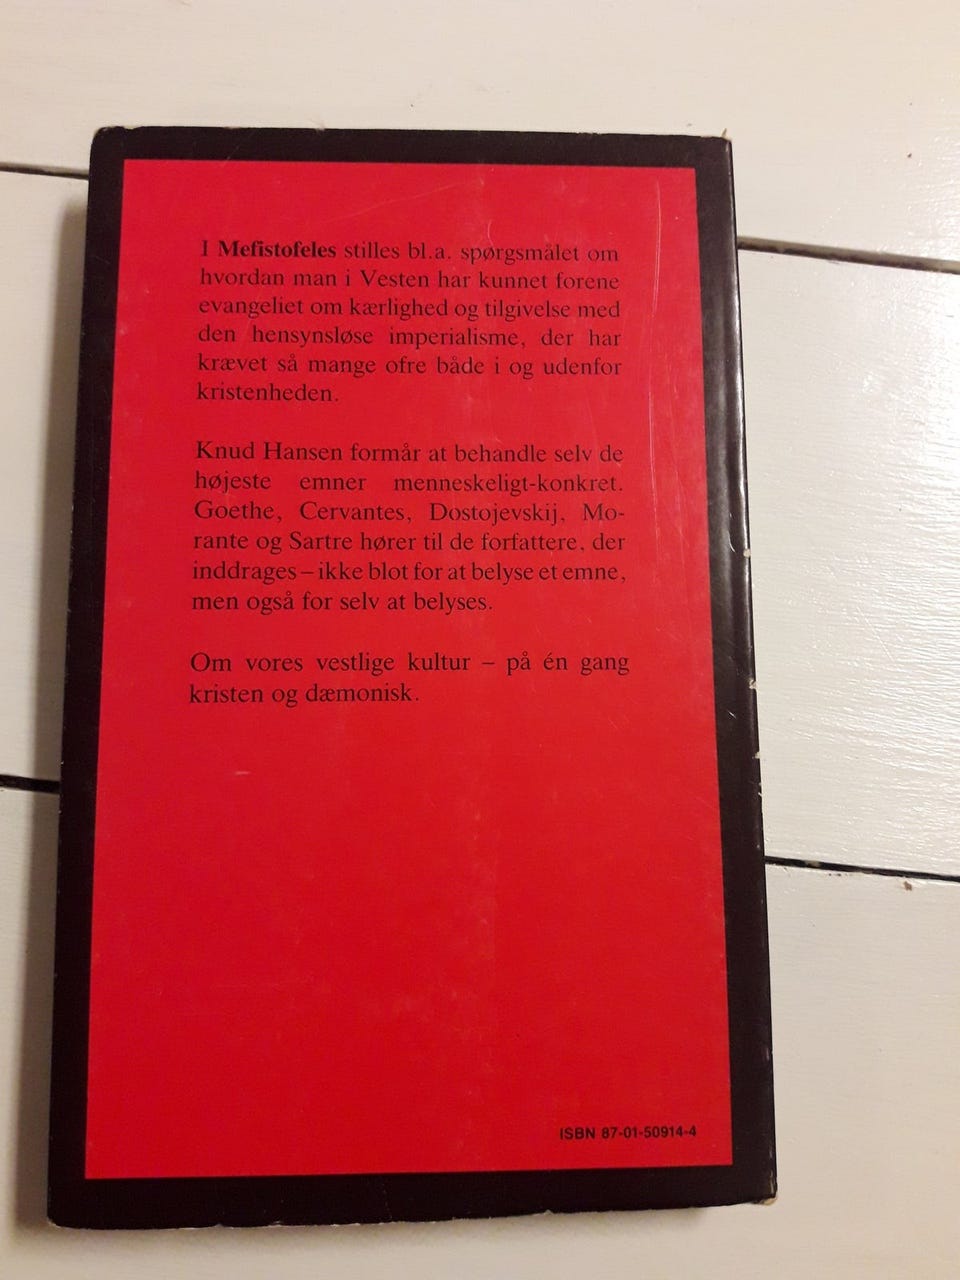 I Mefistofeles stilles bl.a. spørgsmålet om
hvordan man i Vesten har kunnet forene
evangeliet om kærlighed og tilgivelse med
den hensynsløse imperialisme, der har
krævet så mange ofre både i og udenfor
kristenheden.
Knud Hansen formår at behandle selv de
højeste emner menneskeligt-konkret.
Goethe, Cervantes, Dostojevskij, Mo-
rante og Sartre hører til de forfattere, der
inddrages – ikke blot for at belyse et emne,
men også for selv at belyses.
Om vores vestlige kultur – på én gang
kristen og dæmonisk.
ISBN 87-01-50914-4